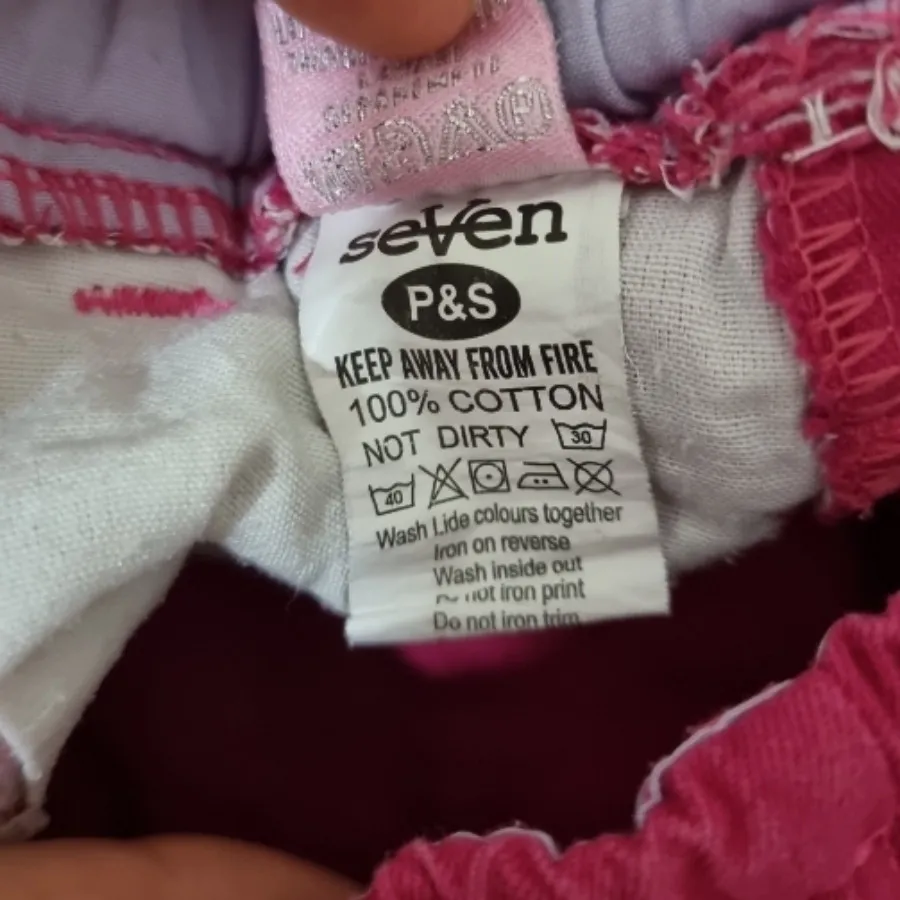 seVen
P&S
KEEP AWAY FROM FIRE
100% COTTON
NOT DIRTY 30
40
Wash Lide colours together
Iron on reverse
Wash inside out
not iron print
Do not iron trim